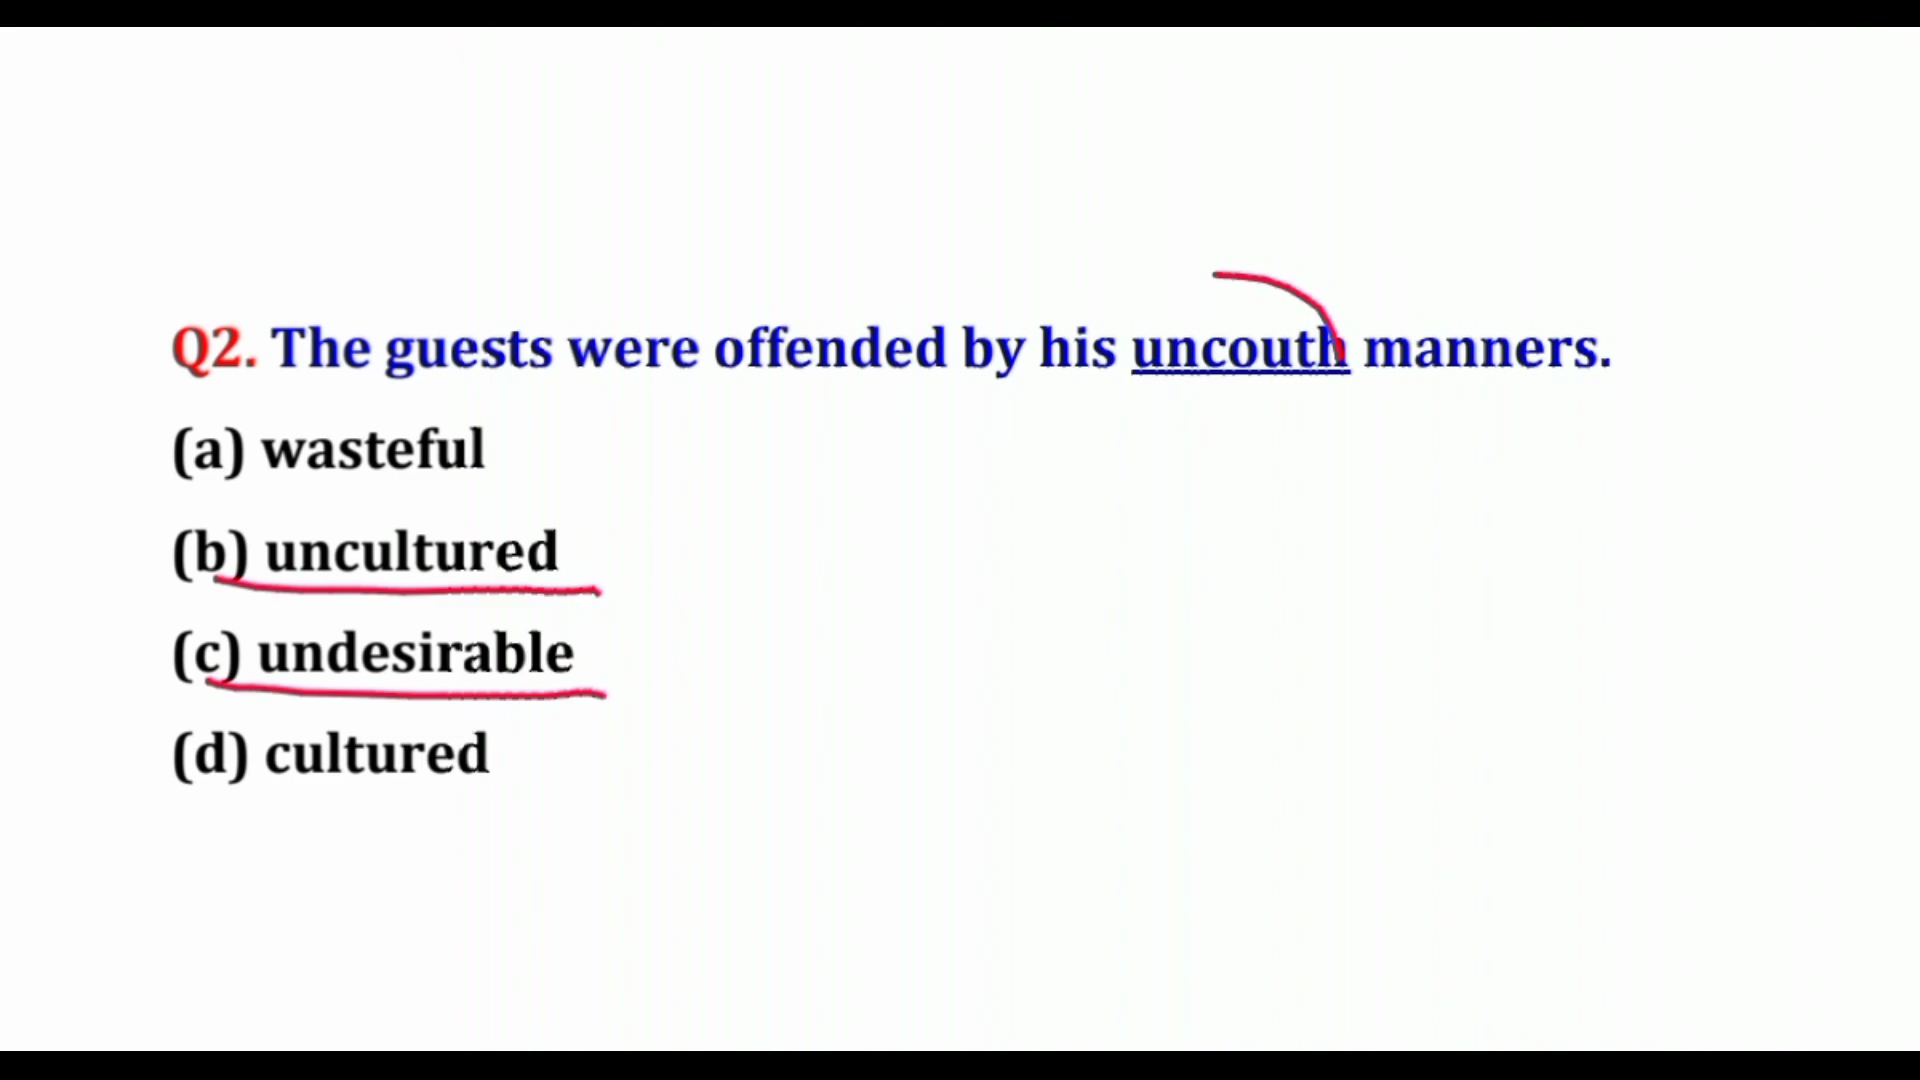 Q2. The guests were offended by his uncouth manners.
(a) wasteful
(b) uncultured
(c) undesirable
(d) cultured